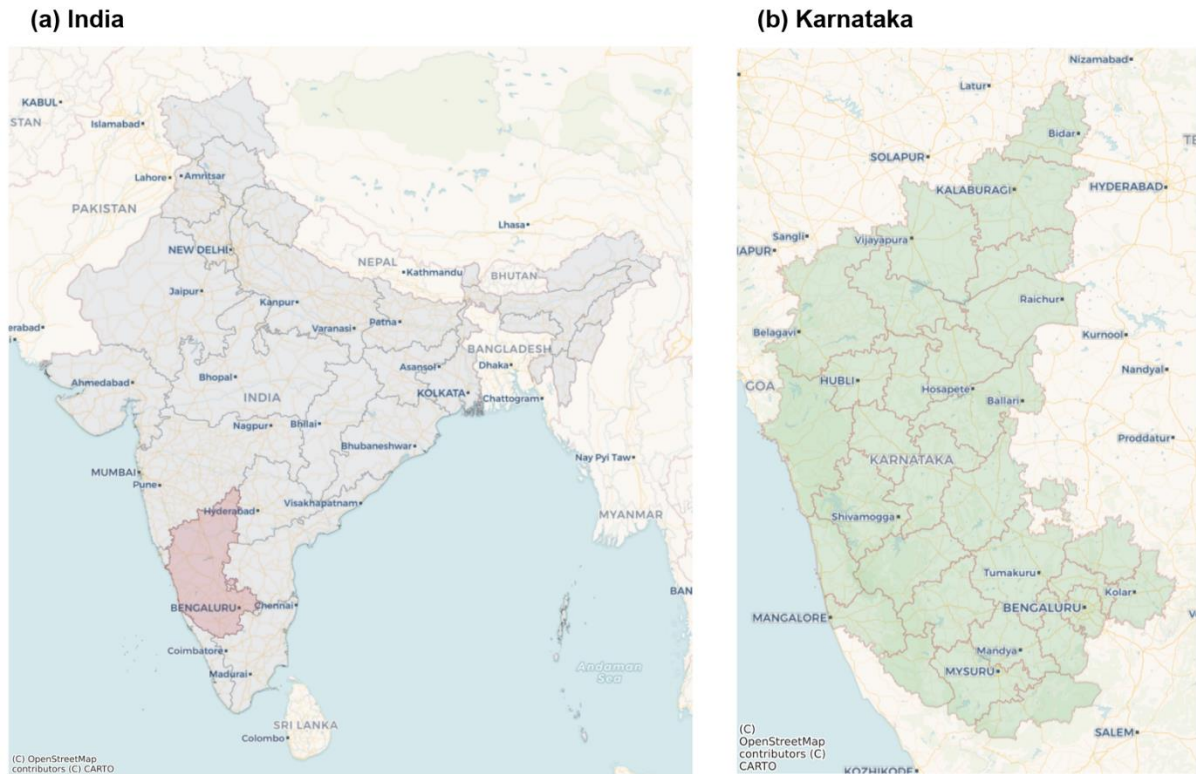 (a) India
(b) Karnataka
KABUL
STAN
Islamabad
Lahore
Amritsar
PAKISTAN
NEW DELHI
Lhasa
NEPAL
Kathmandu
BHUTAN
Jaipur
Kanpur
erabad
Varanasi
Patna
BANGLADESH
Dhaka
Asansol
Ahmedabad
Bhopal
INDIA
KOLKATA
Chattogram
Nagpur
Bhilai
Bhubaneshwar
Nay Pyi Taw
MUMBAI
Pune
Hyderabad
Visakhapatnam
MYANMAR
BENGALURU
Chennai
BAN
Coimbatore
Madurai
Andaman
Sea
SRI LANKA
Colombo
(C) OpenStreetMap
contributors (C) CARTO
Nizamabad
Latur
Bidar
TE
SOLAPUR
KALABURAGI
HYDERABAD
Sangli
Vijayapura
IAPUR
Raichur
Belagavi
Kurnool
GOA
HUBLI
Hosapete
Nandyal
Ballari
Proddatur
KARNATAKA
Shivamogga
Tumakuru
Kolar
MANGALORE
BENGALURU
Mandya
MYSURU
(C)
OpenStreetMap
contributors (C)
CARTO
SALEM
KOZHIKODE